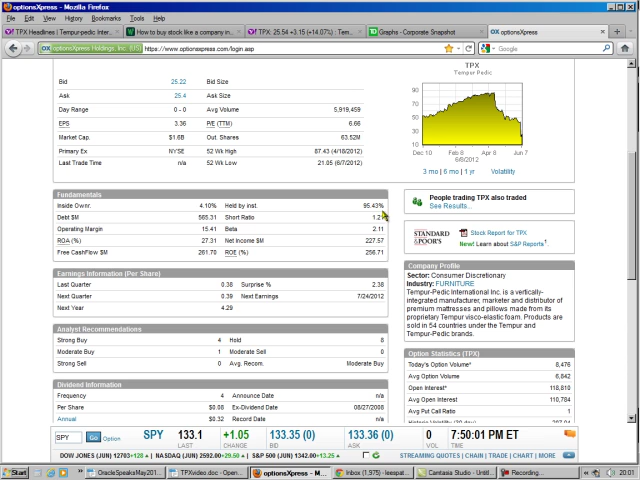 optionsXpress - Mozilla Firefox
File Edit View History Bookmarks Tools Help
TPX Headlines | Tempur-pedic Inter... How to buy stock like a company in... TPX: 25.54 +3.15 (+14.07%) : Tem... Graphs - Corporate Snapshot optionsXpress
optionsXpress Holdings, Inc. (US) https://www.optionsxpress.com/login.asp Google
Bid 25.22 Bid Size
Ask 25.4 Ask Size
Day Range 0 - 0 Avg Volume 5,919,459
EPS 3.36 P/E (TTM) 6.66
Market Cap. $1.6B Out. Shares 63.52M
Primary Ex NYSE 52 Wk High 87.43 (4/18/2012)
Last Trade Time n/a 52 Wk Low 21.05 (6/7/2012)
TPX
Tempur Pedic
90
70
50
30
10
Dec 10 Feb 8 Apr 8 Jun 7
6/8/2012
3 mo | 6 mo | 1 yr Volatility
Fundamentals
Inside Ownr. 4.10% Held by inst. 95.43%
Debt $M 565.31 Short Ratio
Operating Margin 15.41 Beta 2.11
ROA (%) 27.31 Net Income $M 227.57
Free CashFlow $M 261.70 ROE (%) 256.71
People trading TPX also traded
See Results...
STANDARD &POOR'S
Stock Report for TPX
New! Learn about S&P Reports
Earnings Information (Per Share)
Last Quarter 0.38 Surprise % 2.38
Next Quarter 0.39 Next Earnings 7/24/2012
Next Year 4.29
Company Profile
Sector: Consumer Discretionary
Industry: FURNITURE
Tempur-Pedic International Inc. is a vertically-
integrated manufacturer, marketer and distributor of
premium mattresses and pillows made from its
proprietary Tempur visco-elastic foam. Products are
sold in 54 countries under the Tempur and
Tempur-Pedic brands.
Analyst Recommendations
Strong Buy 4 Hold 8
Moderate Buy 1 Moderate Sell 0
Strong Sell 0 Avg. Recom. Moderate Buy
Option Statistics (TPX)
Today's Option Volume* 8,476
Avg Option Volume 6,842
Open Interest* 118,810
Avg Open Interest 110,784
Avg Put Call Ratio 1
Dividend Information
Frequency 4 Announce Date n/a
Per Share $0.08 Ex-Dividend Date 08/27/2008
Annual $0.32 Record Date n/a
SPY Go Option SPY 133.1 LAST +1.05 CHANGE 133.35 (0) BID 133.36 (0) ASK 0 VOL 7:50:01 PM ET TIME
DOW JONES (JUN) 12703 +128 | NASDAQ (JUN) 2592.00 +29.50 | S&P 500 (JUN) 1342.00 +13.25 STREAMING QUOTES | CHAIN | TRADE | CHART | MORE
Start OracleSpeaksMay201... TPXvideo.doc - Open... optionsXpress - M... Inbox (1,975) - leespat... Camtasia Studio - Untitl... Recording... 20:01